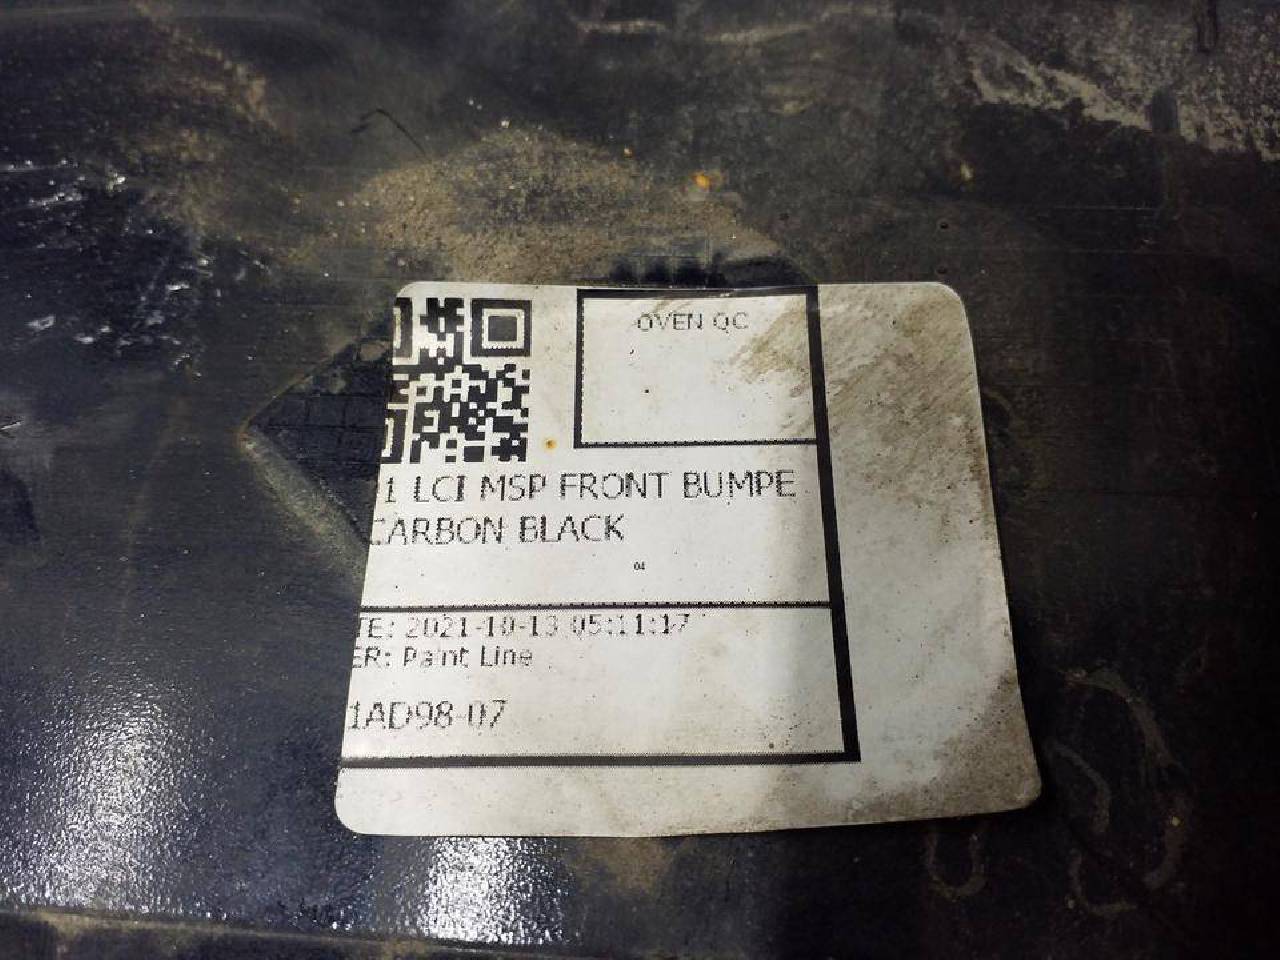 OVEN QC
1 LCI MSP FRONT BUMPE
CARBON BLACK
04
TE: 2021-10-13 05:11:17
ER: Paint Line
1AD98-07